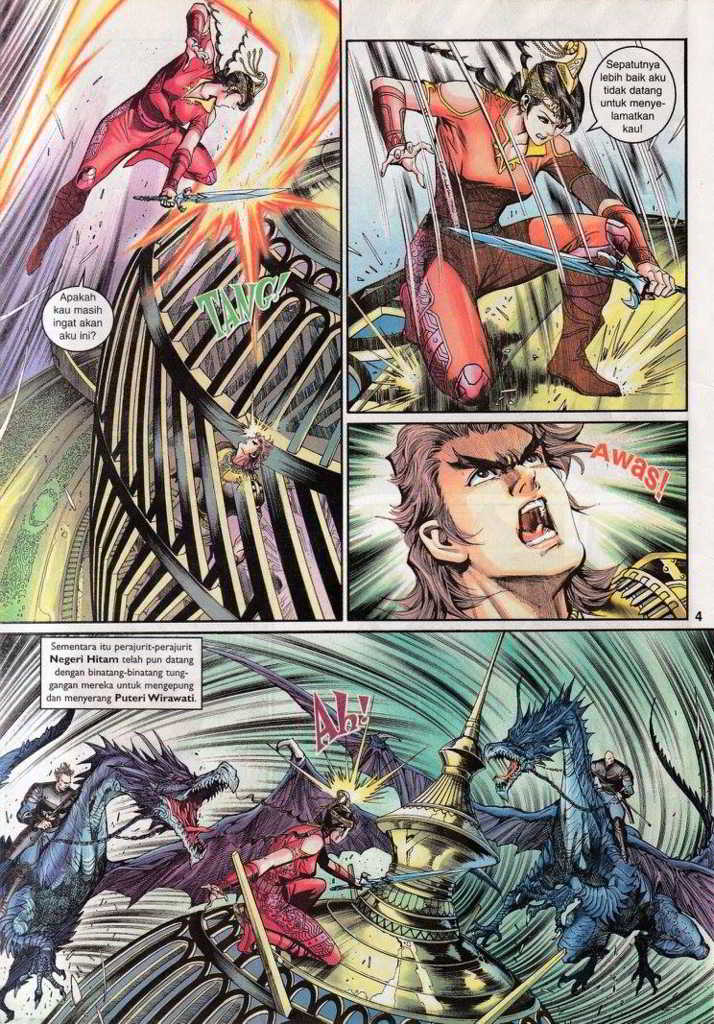 Apakah
kau masih
ingat akan
aku ini?
TANG!
Sepatutnya
lebih baik aku
tidak datang
untuk menye-
lamatkan
kau!
AWAS!
4
Sementara itu perajurit-perajurit
Negeri Hitam telah pun datang
dengan binatang-binatang tung-
gangan mereka untuk mengepung
dan menyerang Puteri Wirawati.
Ah!